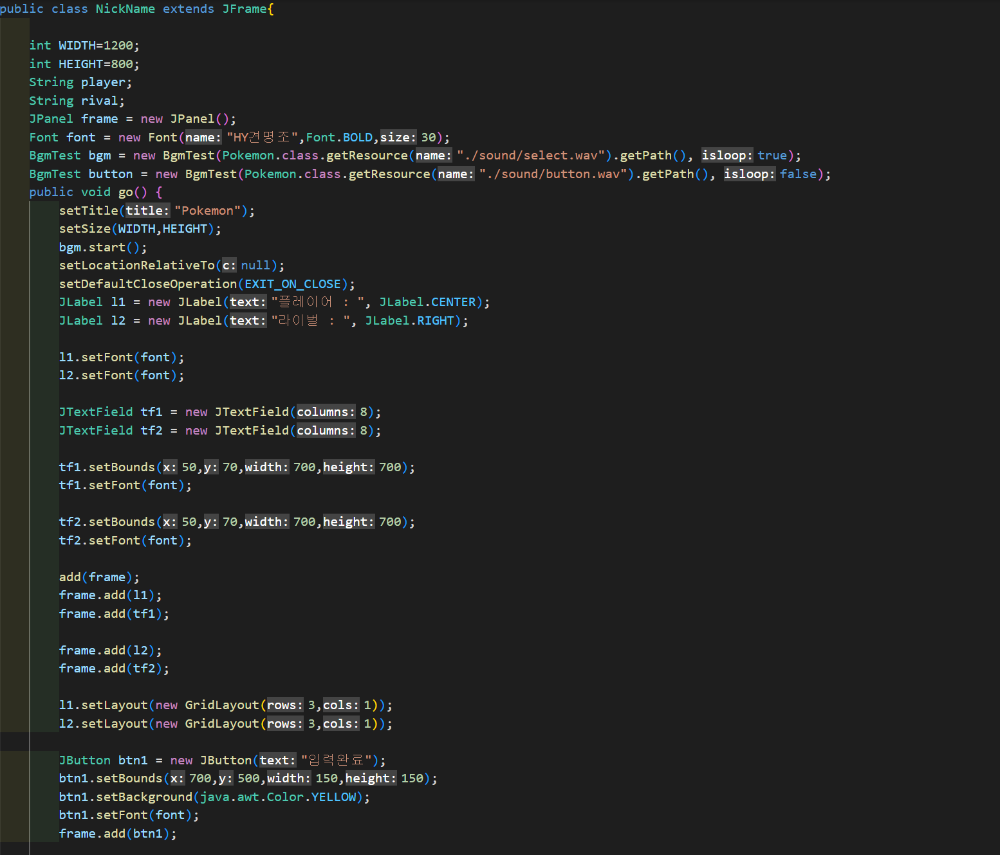 public class NickName extends JFrame{
int WIDTH=1200;
int HEIGHT=800;
String player;
String rival;
JPanel frame = new JPanel();
Font font = new Font(name: "HY견명조",Font.BOLD,size: 30);
BgmTest bgm = new BgmTest(Pokemon.class.getResource(name: "./sound/select.wav").getPath(), isloop: true);
BgmTest button = new BgmTest(Pokemon.class.getResource(name: "./sound/button.wav").getPath(), isloop: false);
public void go() {
setTitle(title: "Pokemon");
setSize(WIDTH,HEIGHT);
bgm.start();
setLocationRelativeTo(c: null);
setDefaultCloseOperation(EXIT_ON_CLOSE);
JLabel l1 = new JLabel(text: "플레이어 : ", JLabel.CENTER);
JLabel l2 = new JLabel(text: "라이벌 : ", JLabel.RIGHT);
l1.setFont(font);
l2.setFont(font);
JTextField tf1 = new JTextField(columns: 8);
JTextField tf2 = new JTextField(columns: 8);
tf1.setBounds(x: 50,y: 70,width: 700,height: 700);
tf1.setFont(font);
tf2.setBounds(x: 50,y: 70,width: 700,height: 700);
tf2.setFont(font);
add(frame);
frame.add(l1);
frame.add(tf1);
frame.add(l2);
frame.add(tf2);
l1.setLayout(new GridLayout(rows: 3,cols: 1));
l2.setLayout(new GridLayout(rows: 3,cols: 1));
JButton btn1 = new JButton(text: "입력완료");
btn1.setBounds(x: 700,y: 500,width: 150,height: 150);
btn1.setBackground(java.awt.Color.YELLOW);
btn1.setFont(font);
frame.add(btn1);